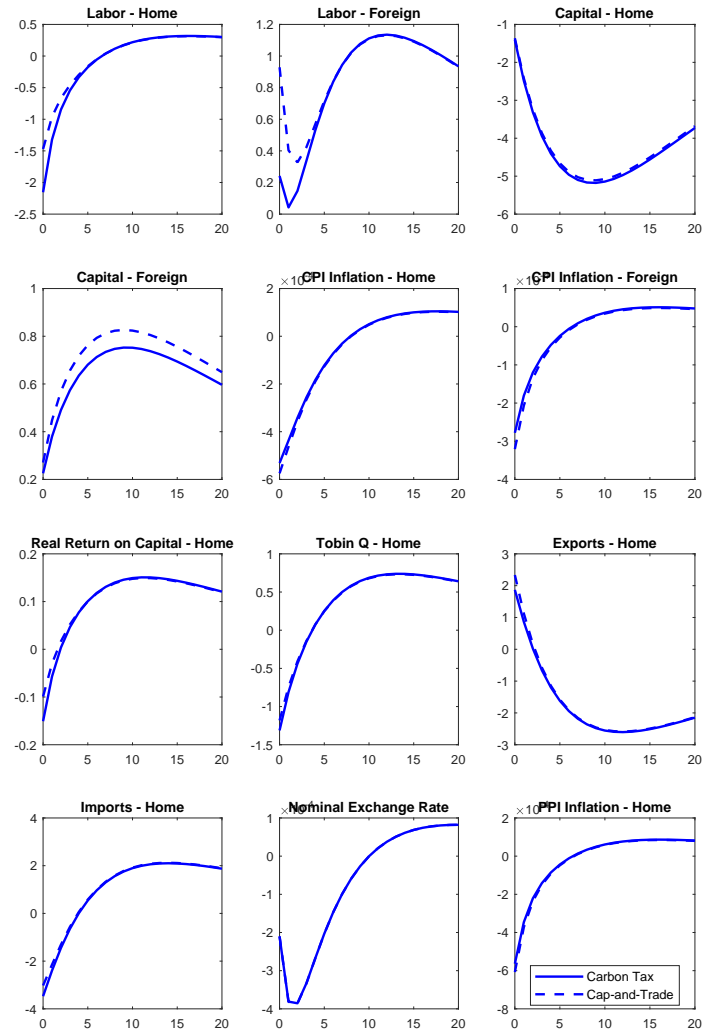 Labor - Home
0.5
0
-0.5
-1
-1.5
-2
-2.5
0 5 10 15 20
Labor - Foreign
1.2
1
0.8
0.6
0.4
0.2
0
0 5 10 15 20
Capital - Home
-1
-2
-3
-4
-5
-6
0 5 10 15 20
Capital - Foreign
1
0.8
0.6
0.4
0.2
0 5 10 15 20
CPI Inflation - Home
×10
2
0
-2
-4
-6
0 5 10 15 20
CPI Inflation - Foreign
×10
1
0
-1
-2
-3
-4
0 5 10 15 20
Real Return on Capital - Home
0.2
0.1
0
-0.1
-0.2
0 5 10 15 20
Tobin Q - Home
1
0.5
0
-0.5
-1
-1.5
0 5 10 15 20
Exports - Home
3
2
1
0
-1
-2
-3
0 5 10 15 20
Imports - Home
4
2
0
-2
-4
0 5 10 15 20
Nominal Exchange Rate
1
0
-1
-2
-3
-4
0 5 10 15 20
PPI Inflation - Home
×10
2
0
-2
-4
-6
-8
0 5 10 15 20
Carbon Tax
Cap-and-Trade